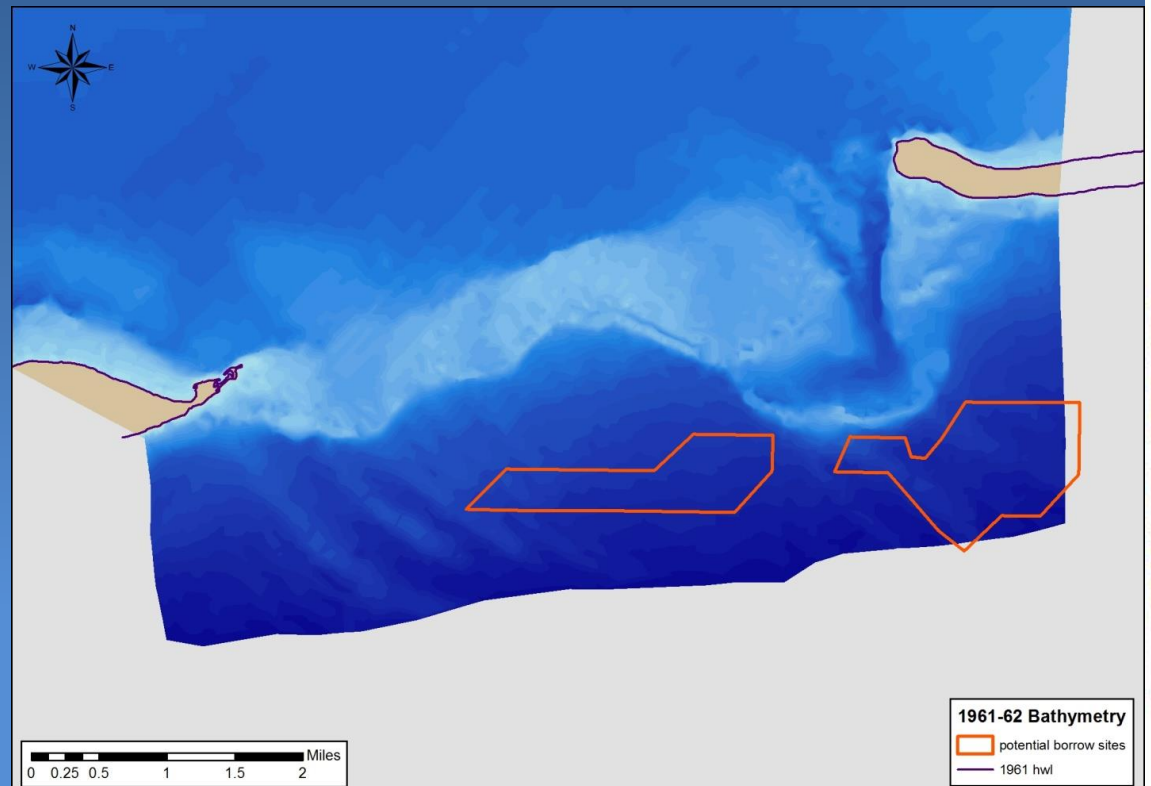 N
W E
S
1961-62 Bathymetry
potential borrow sites
1961 hwl
Miles
0 0.25 0.5 1 1.5 2